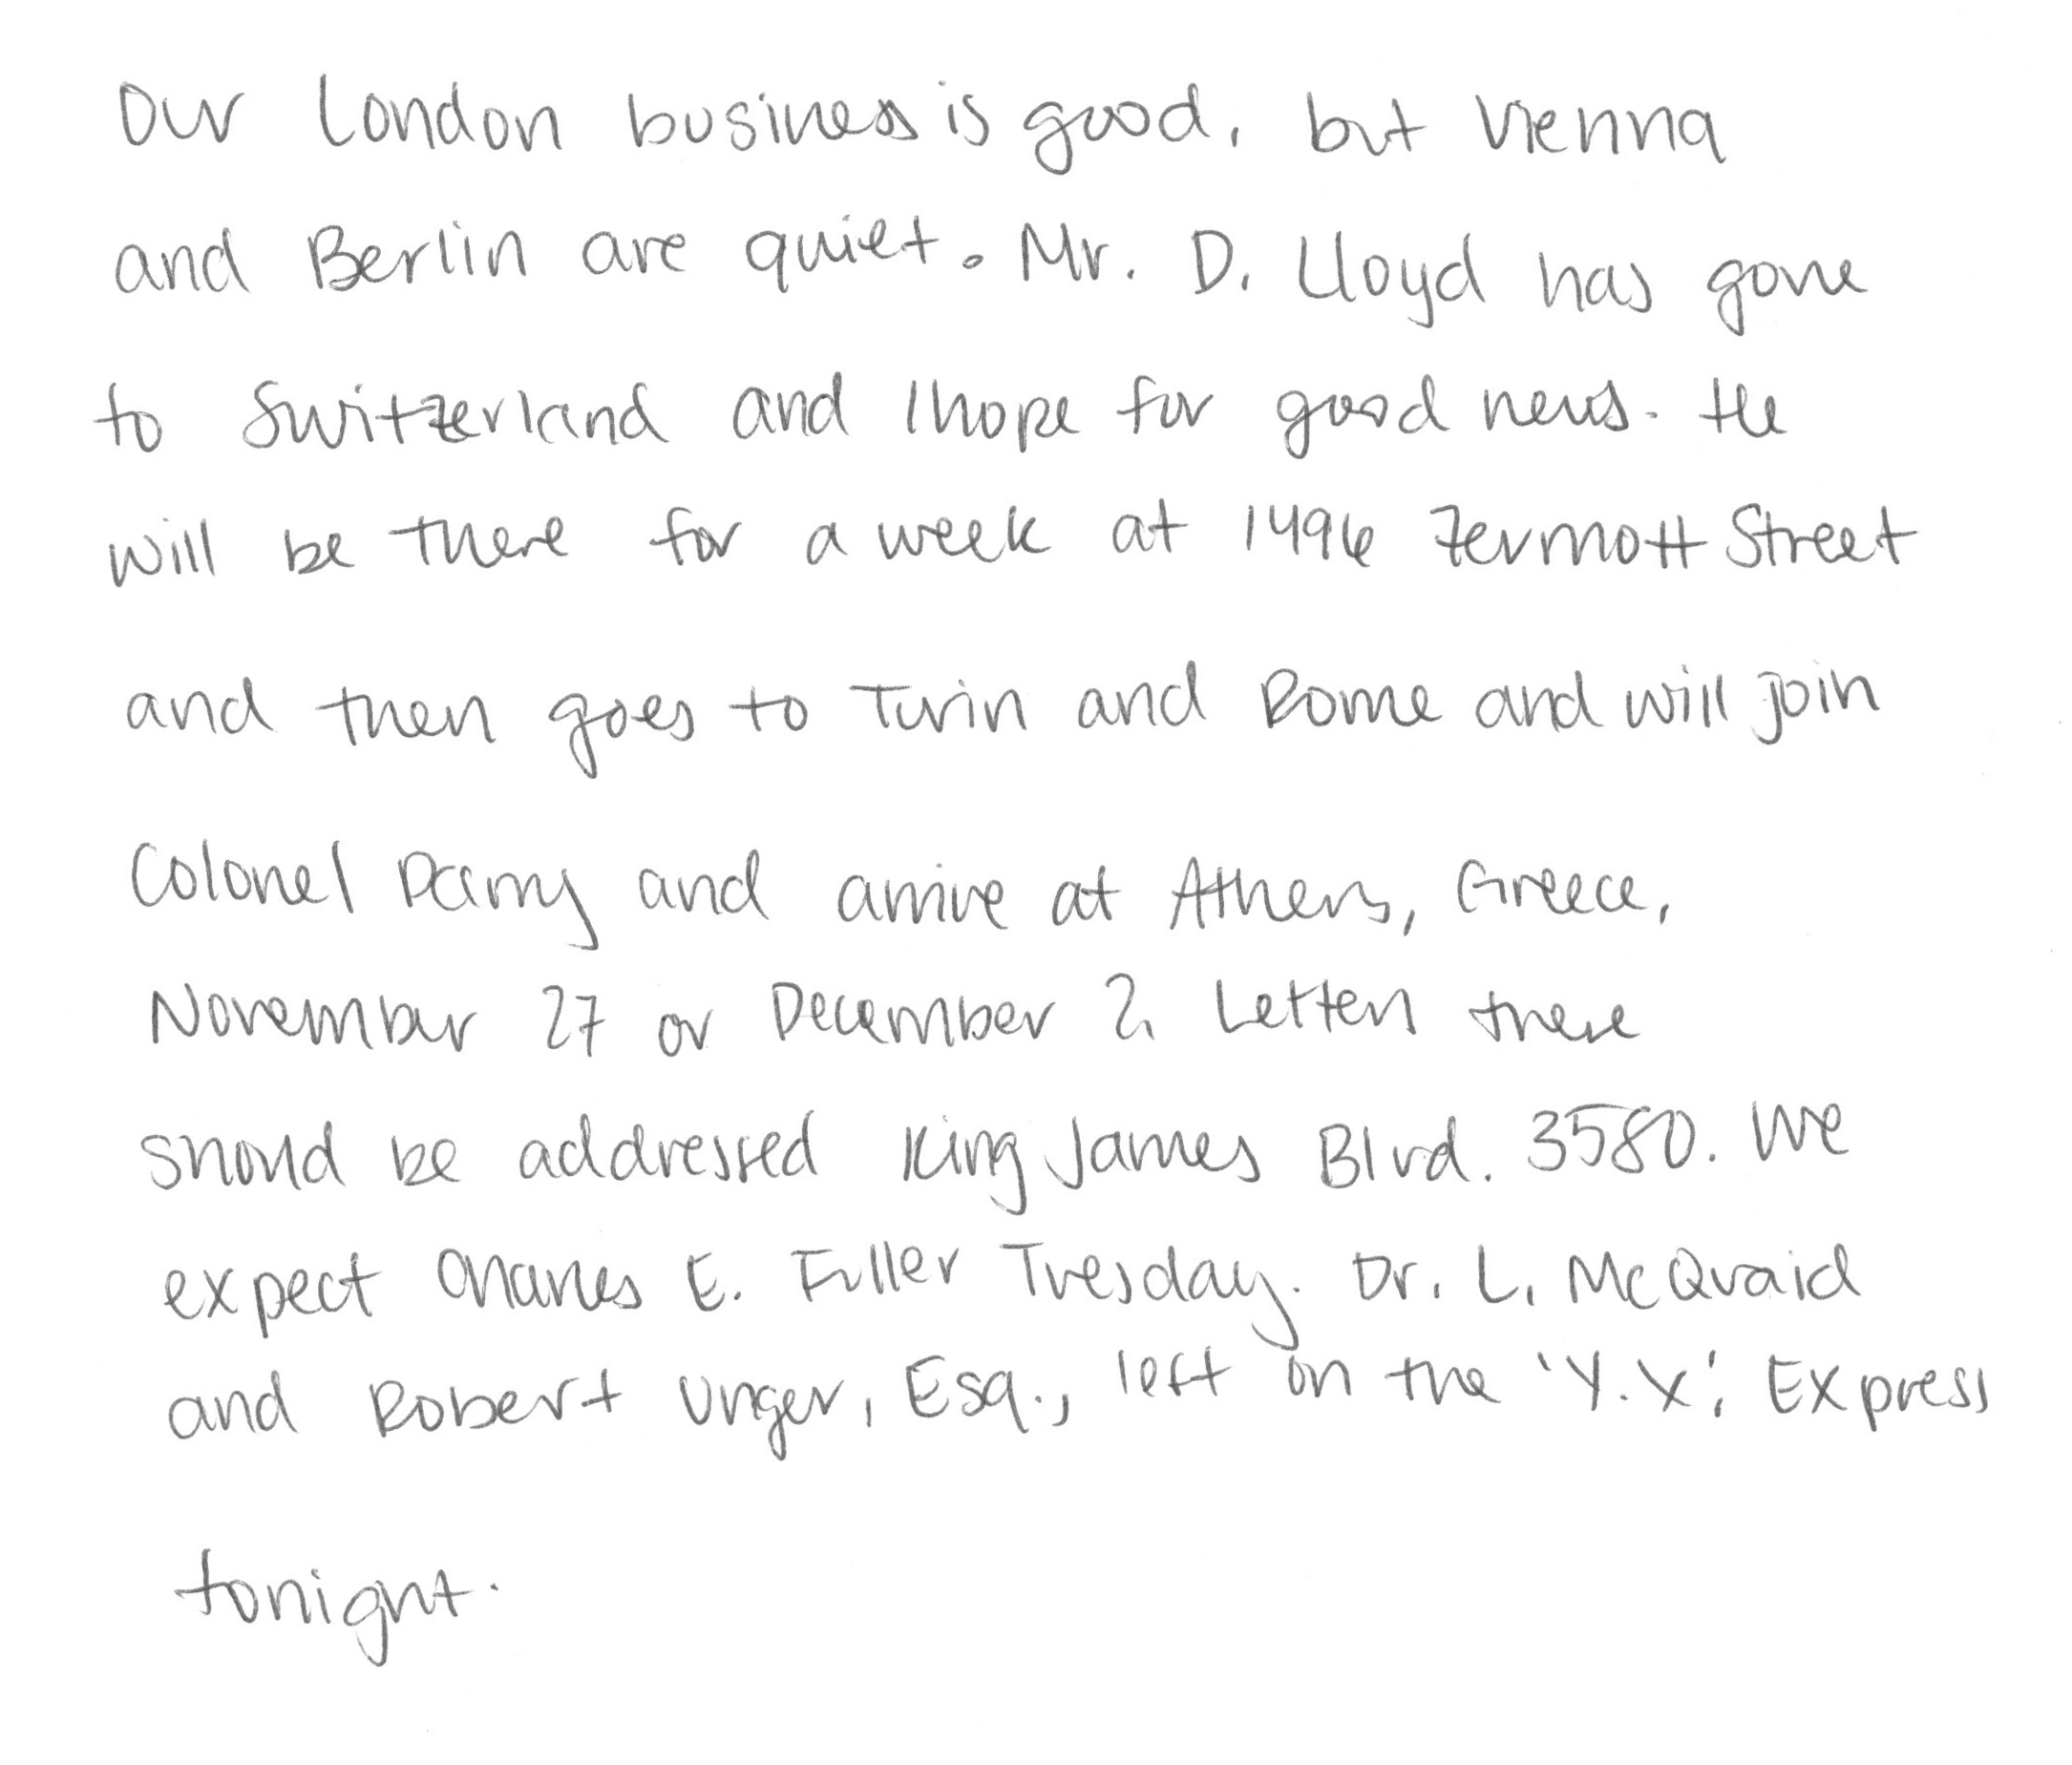 Our London business is good, but Vienna
and Berlin are quiet. Mr. D. Lloyd has gone
to Switzerland and I hope for good news. He
will be there for a week at 1496 Zermott Street
and then goes to Turin and Rome and will join
Colonel Parry and arrive at Athens, Greece,
November 27 or December 2. Letters there
should be addressed King James Blvd. 3580. We
expect Charles E. Fuller Tuesday. Dr. L. McQuaid
and Robert Unger, Esq., left on the 'Y.X', Express
tonight.